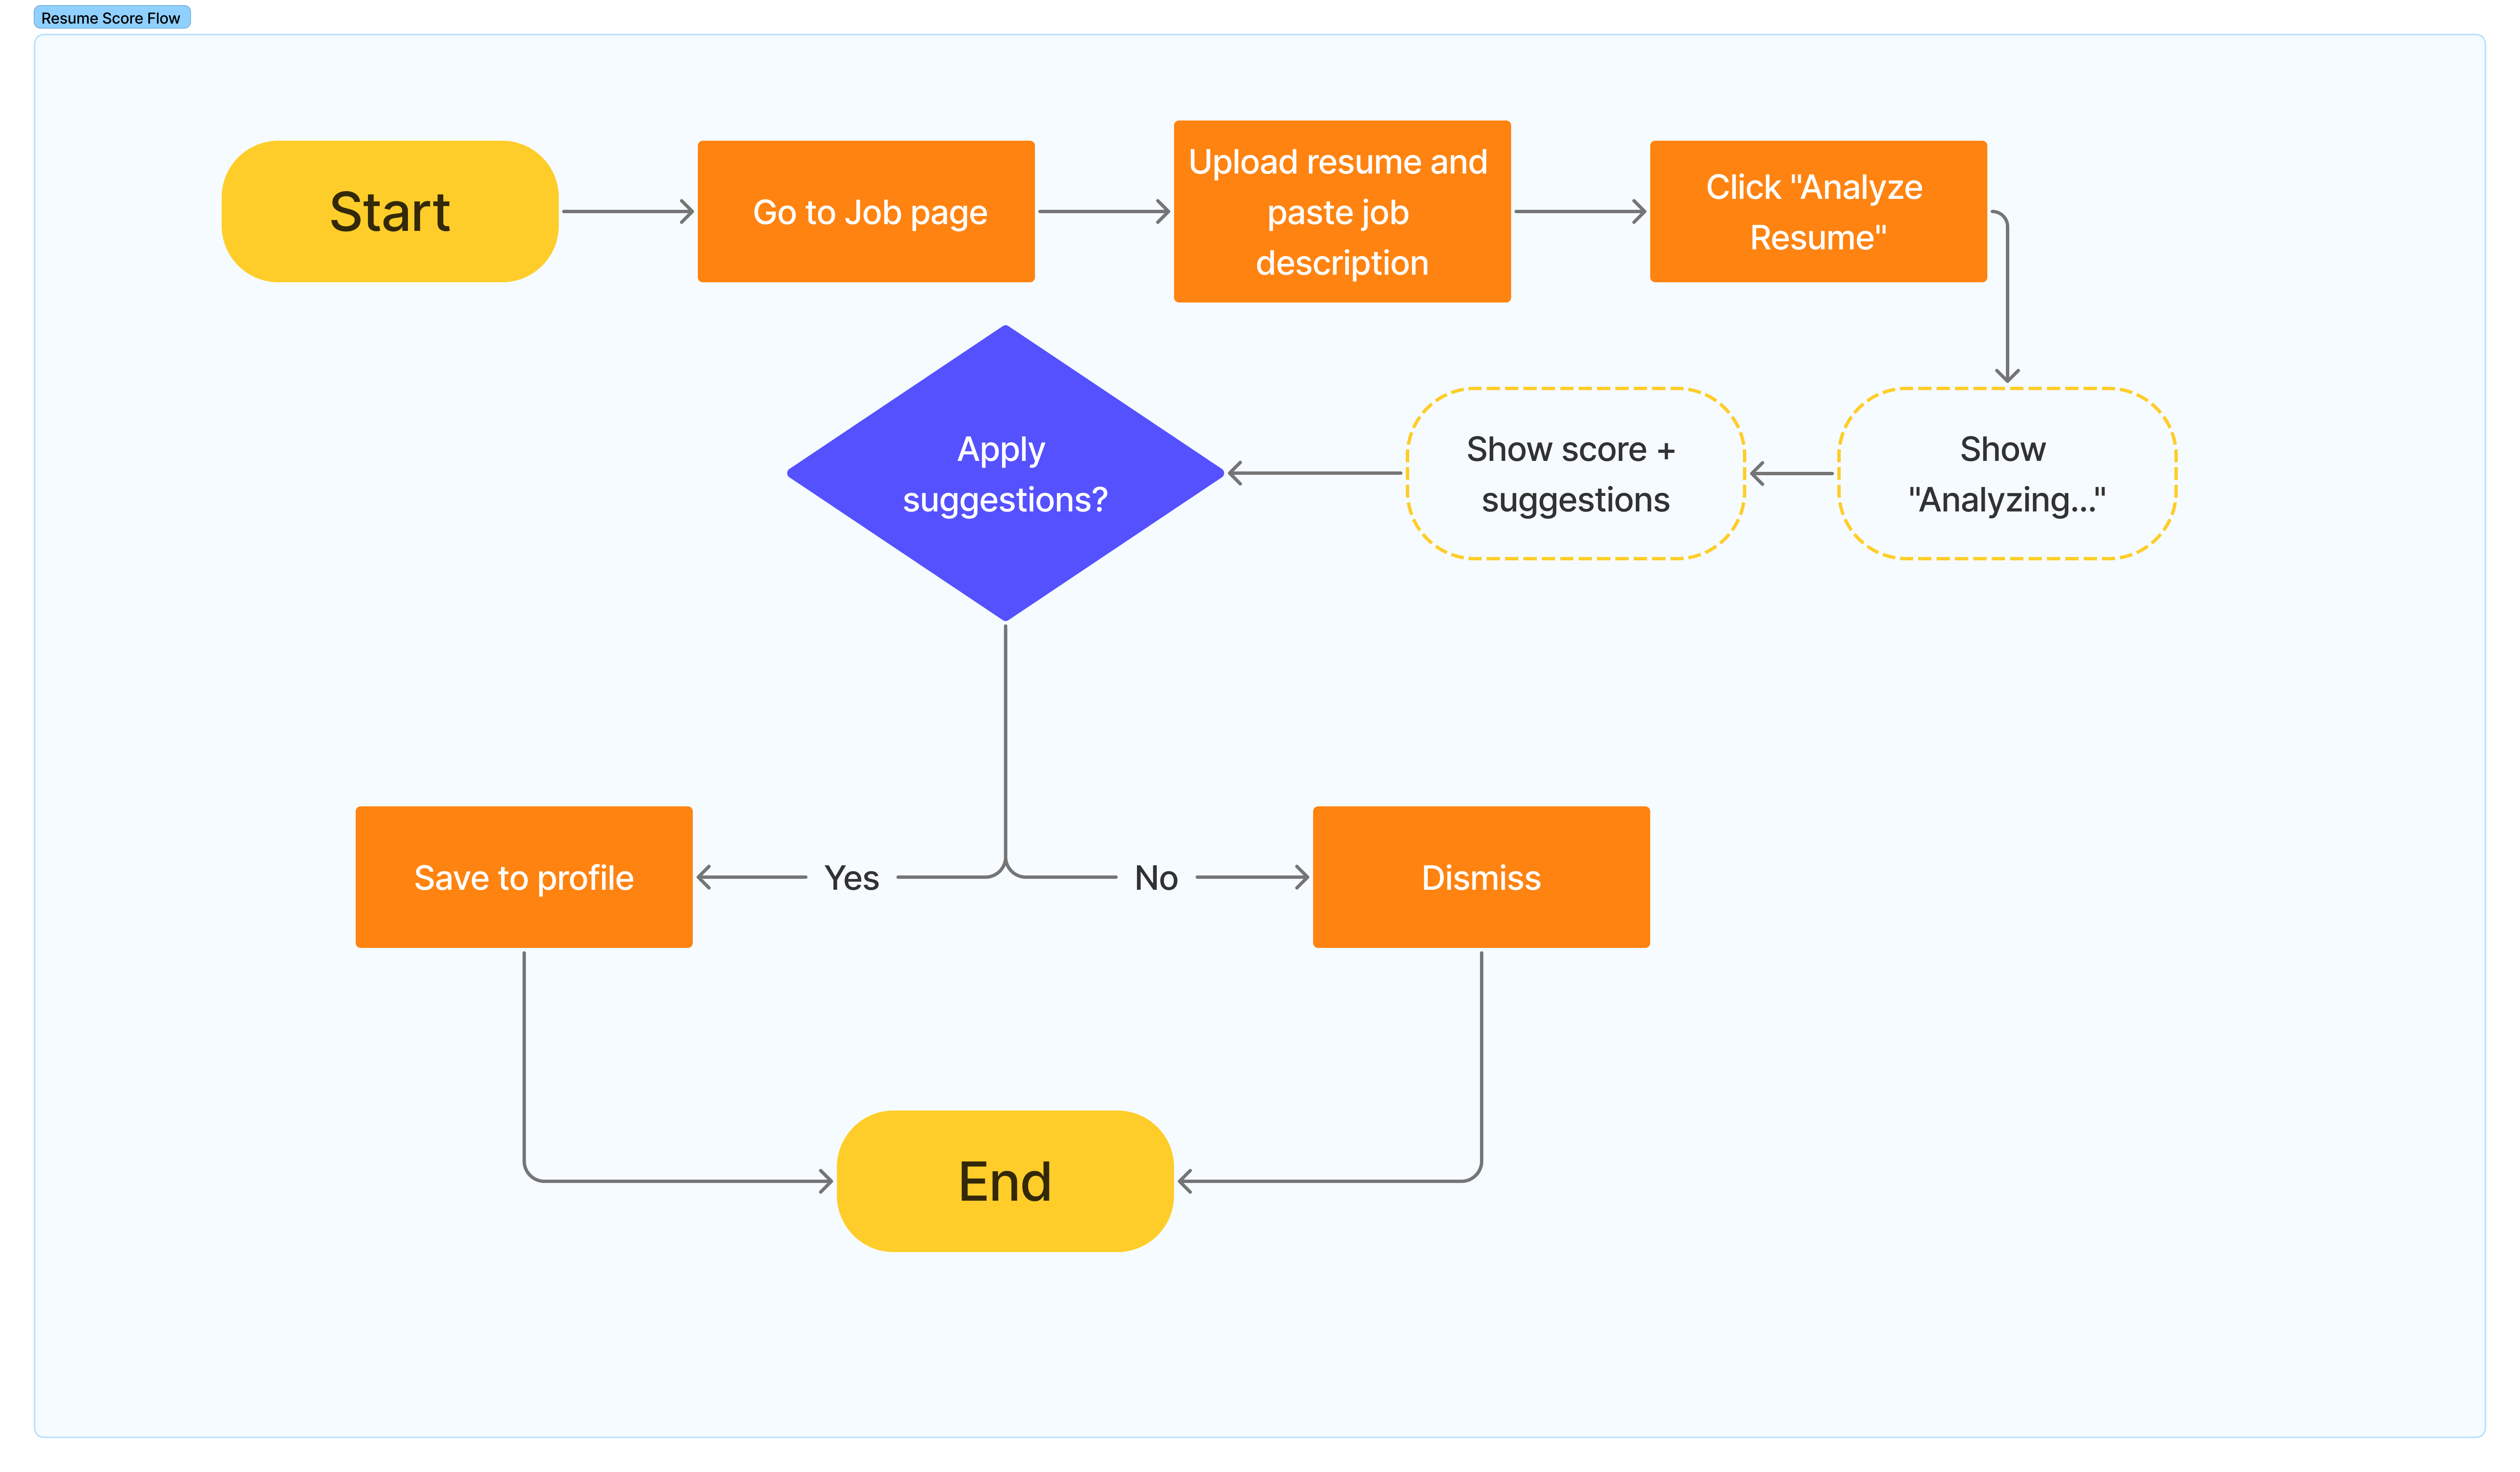 Resume Score Flow
Start
Go to Job page
Upload resume and
paste job
description
Click "Analyze
Resume"
Show
"Analyzing..."
Show score +
suggestions
Apply
suggestions?
Yes
No
Save to profile
Dismiss
End